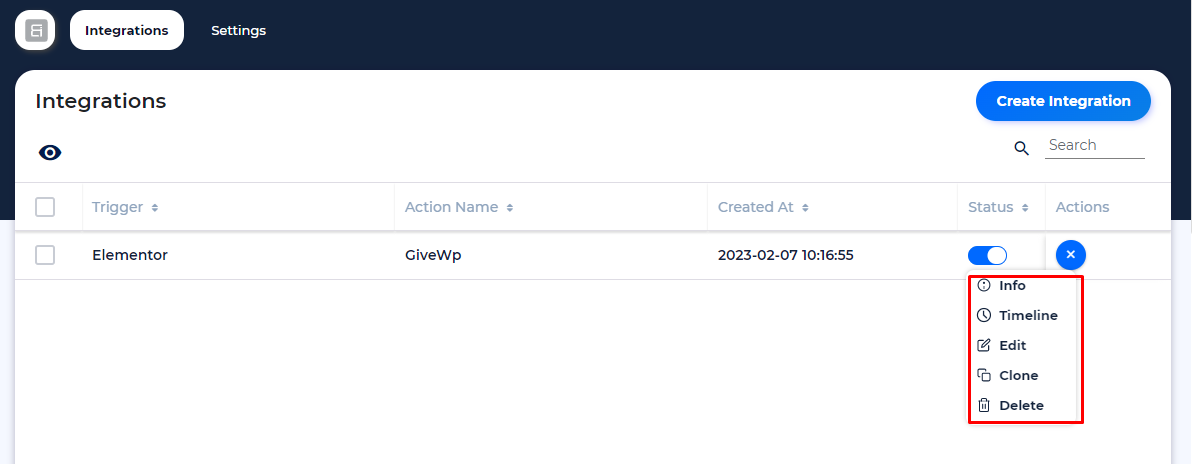 Integrations Settings
Integrations
Create Integration
Search
Trigger Action Name Created At Status Actions
Elementor GiveWp 2023-02-07 10:16:55
Info
Timeline
Edit
Clone
Delete